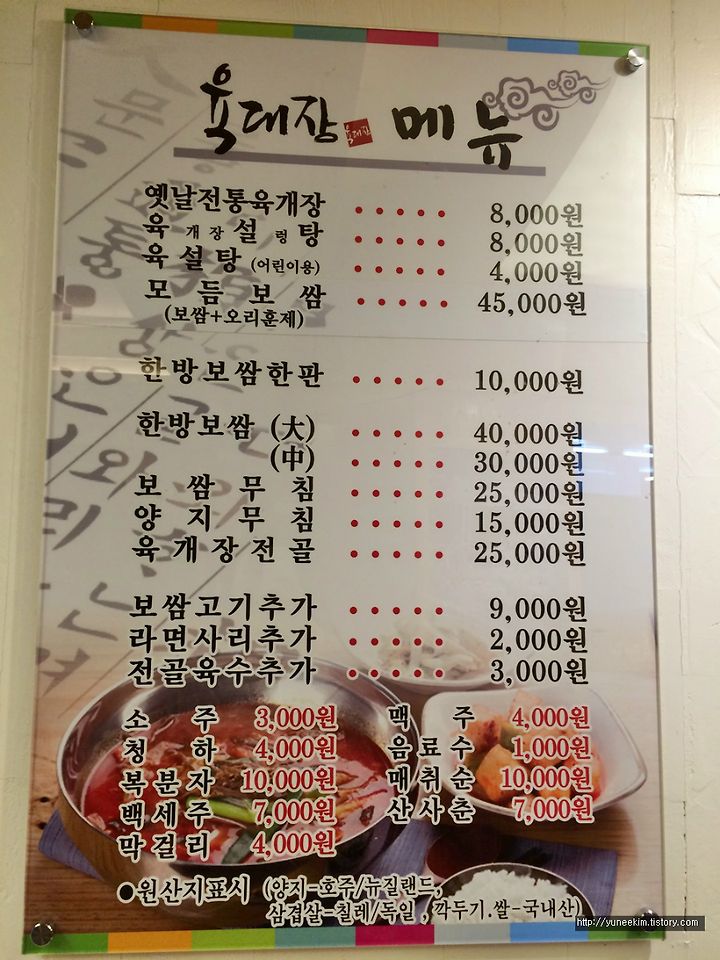 육대장 육대장 메뉴
옛날전통육개장 • • • • • 8,000원
육개장설렁탕 • • • • • 8,000원
육설탕 (어린이용) • • • • • 4,000원
모듬보쌈 • • • • • 45,000원
(보쌈+오리훈제)
한방보쌈한판 • • • • • 10,000원
한방보쌈 (大) • • • • • 40,000원
(中) • • • • • 30,000원
보쌈무침 • • • • • 25,000원
양지무침 • • • • • 15,000원
육개장전골 • • • • • 25,000원
보쌈고기추가 • • • • • 9,000원
라면사리추가 • • • • • 2,000원
전골육수추가 • • • • • 3,000원
소주 3,000원 맥주 4,000원
청하 4,000원 음료수 1,000원
복분자 10,000원 매취순 10,000원
백세주 7,000원 산사춘 7,000원
막걸리 4,000원
●원산지표시 (양지-호주/뉴질랜드,
삼겹살-칠레/독일 , 깍두기.쌀-국내산)
http://yuneekim.tistory.com